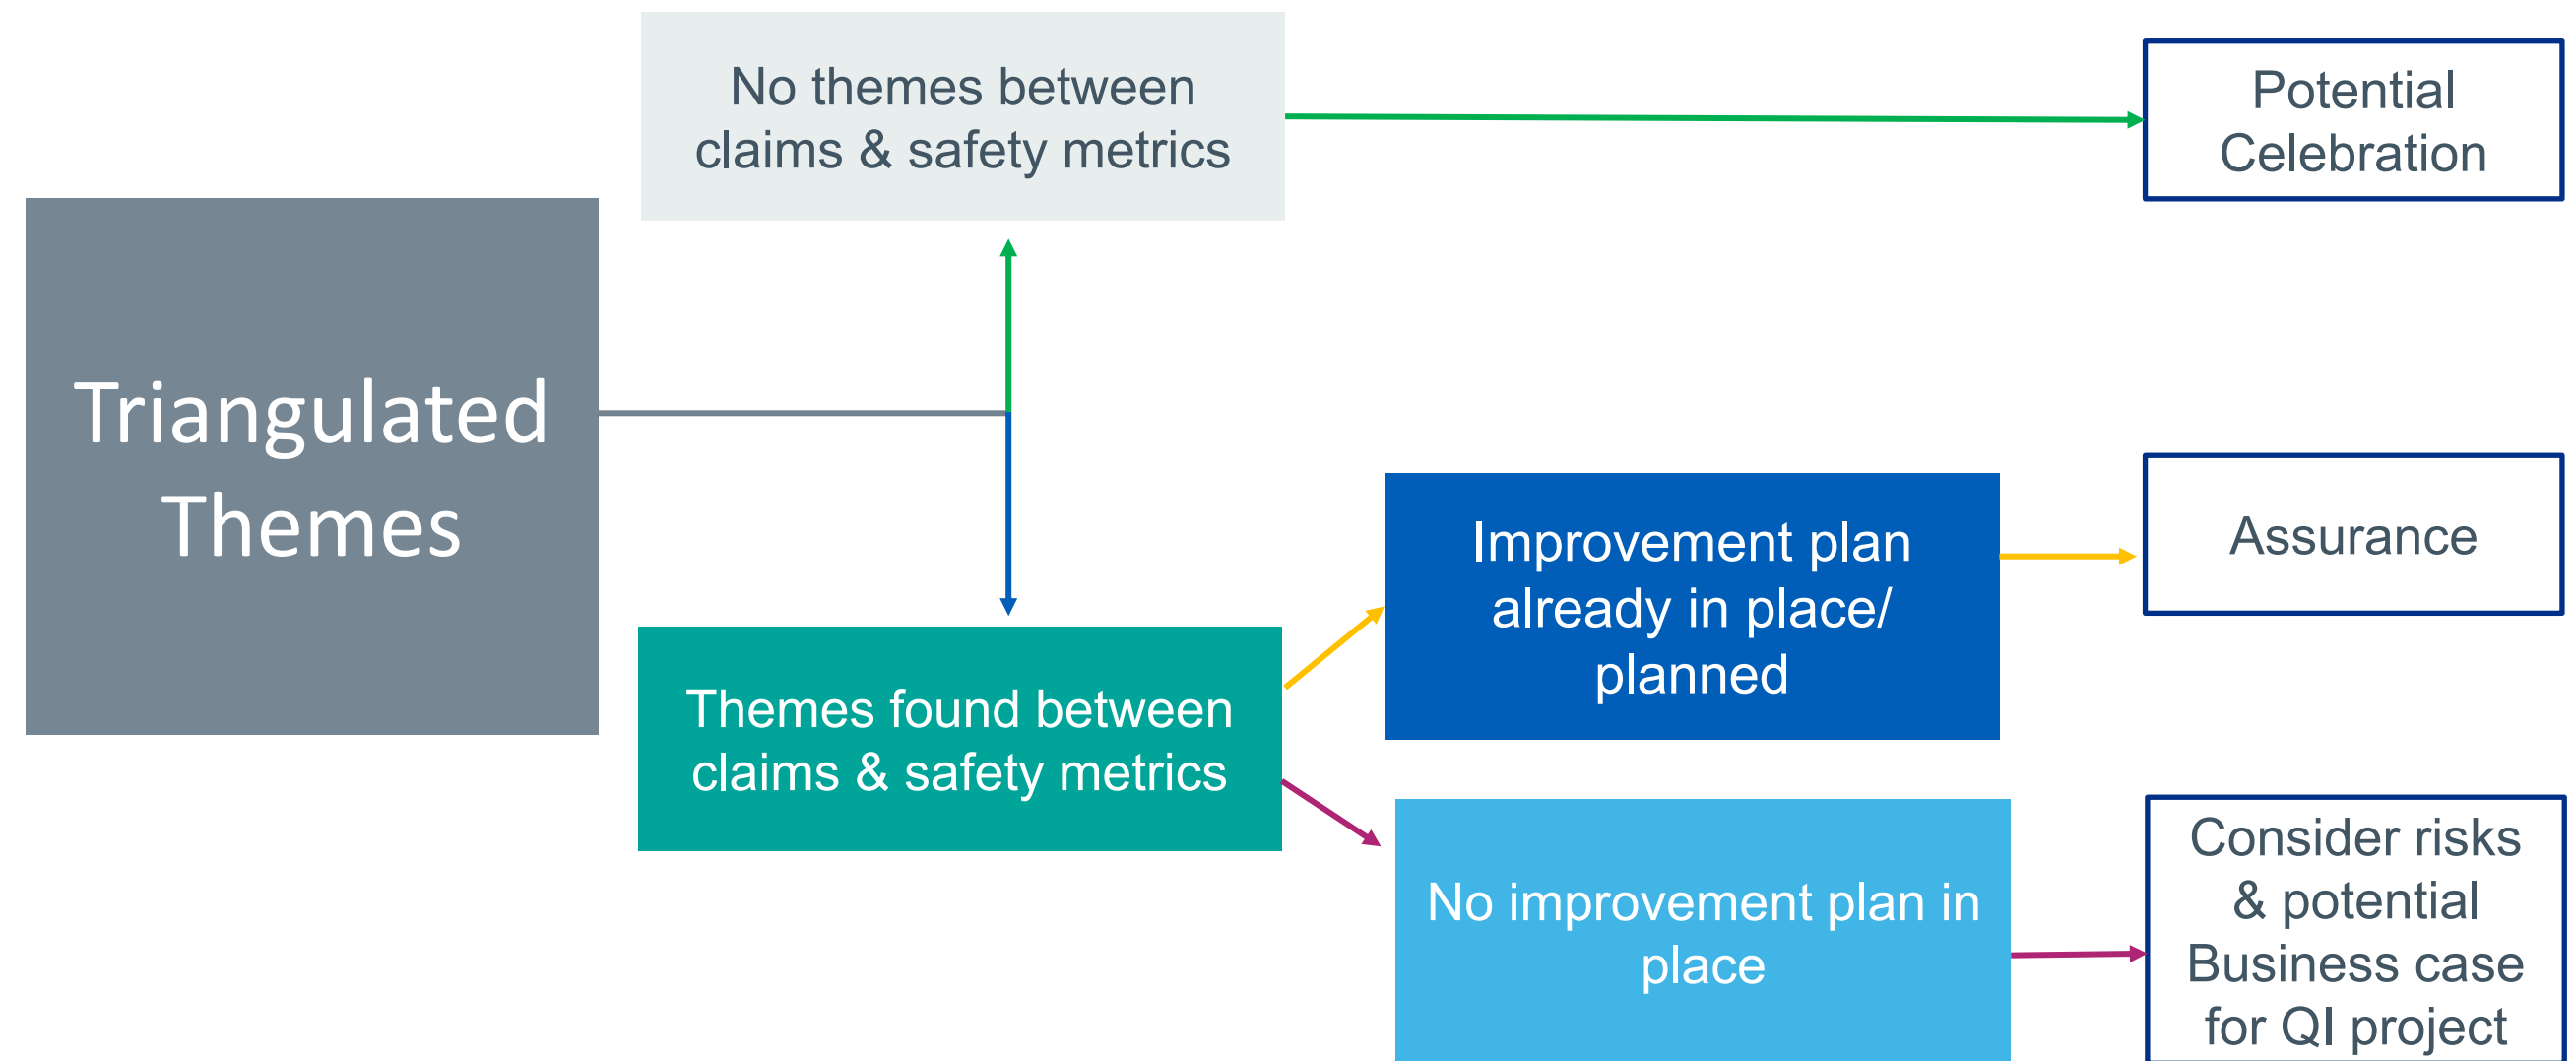 No themes between
claims & safety metrics
Potential
Celebration
Triangulated
Themes
Improvement plan
already in place/
planned
Assurance
Themes found between
claims & safety metrics
No improvement plan in
place
Consider risks
& potential
Business case
for QI project